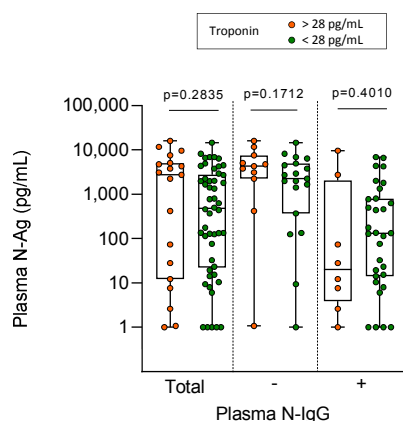 Troponin
> 28 pg/mL
< 28 pg/mL
p=0.2835
p=0.1712
p=0.4010
100,000
10,000
1,000
100
10
1
Plasma N-Ag (pg/mL)
Total
-
+
Plasma N-IgG